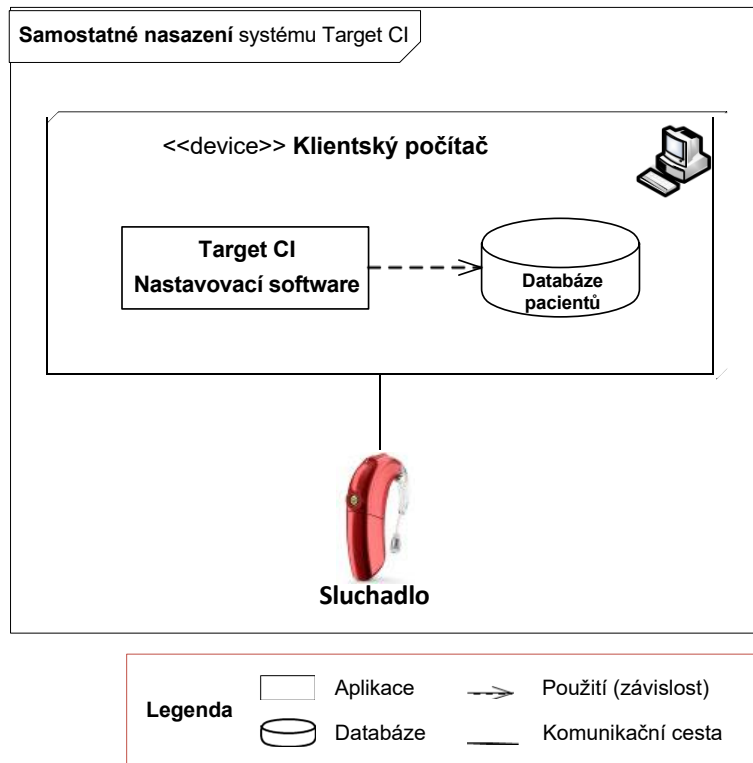 Samostatné nasazení systému Target CI
<<device>> Klientský počítač
Target CI
Nastavovací software
Databáze
pacientů
Sluchadlo
Legenda
Aplikace
Použití (závislost)
Databáze
Komunikační cesta